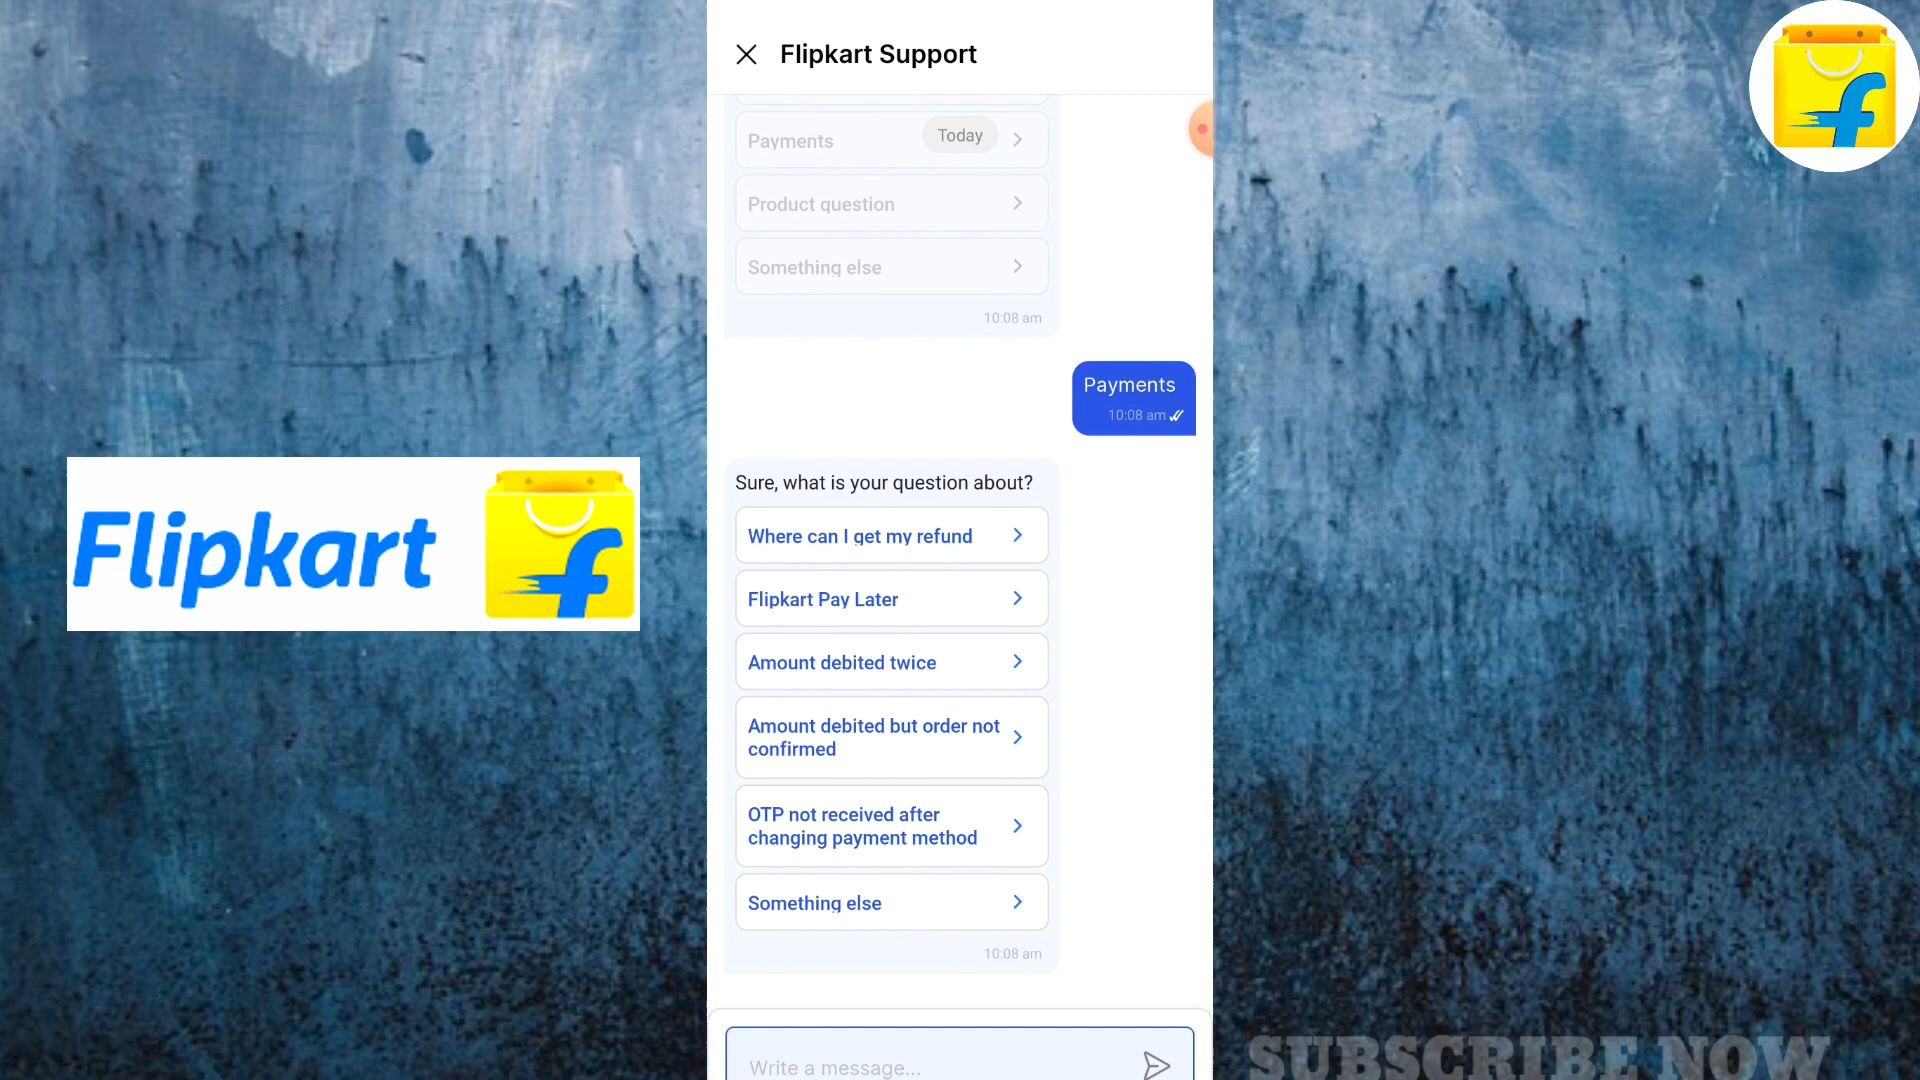 Flipkart Support
Payments
Today
Product question
Something else
10:08 am
Payments
10:08 am
Sure, what is your question about?
Where can I get my refund
Flipkart Pay Later
Amount debited twice
Amount debited but order not
confirmed
OTP not received after
changing payment method
Something else
10:08 am
Write a message...
Flipkart
f
f
SUBSCRIBE NOW